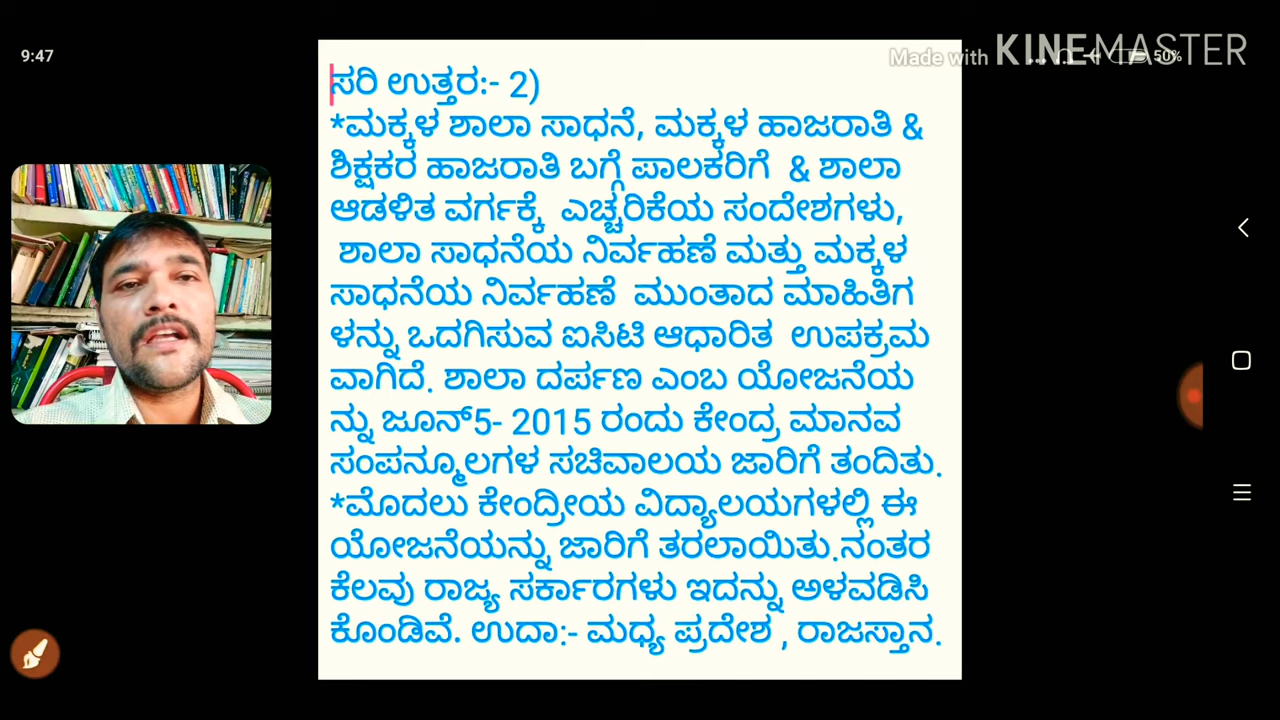 9:47
Made with KINEMASTER
50%
ಸರಿ ಉತ್ತರ:- 2)
*ಮಕ್ಕಳ ಶಾಲಾ ಸಾಧನೆ, ಮಕ್ಕಳ ಹಾಜರಾತಿ &
ಶಿಕ್ಷಕರ ಹಾಜರಾತಿ ಬಗ್ಗೆ ಪಾಲಕರಿಗೆ & ಶಾಲಾ
ಆಡಳಿತ ವರ್ಗಕ್ಕೆ ಎಚ್ಚರಿಕೆಯ ಸಂದೇಶಗಳು,
ಶಾಲಾ ಸಾಧನೆಯ ನಿರ್ವಹಣೆ ಮತ್ತು ಮಕ್ಕಳ
ಸಾಧನೆಯ ನಿರ್ವಹಣೆ ಮುಂತಾದ ಮಾಹಿತಿಗ
ಳನ್ನು ಒದಗಿಸುವ ಐಸಿಟಿ ಆಧಾರಿತ ಉಪಕ್ರಮ
ವಾಗಿದೆ. ಶಾಲಾ ದರ್ಪಣ ಎಂಬ ಯೋಜನೆಯ
ನ್ನು ಜೂನ್5- 2015 ರಂದು ಕೇಂದ್ರ ಮಾನವ
ಸಂಪನ್ಮೂಲಗಳ ಸಚಿವಾಲಯ ಜಾರಿಗೆ ತಂದಿತು.
*ಮೊದಲು ಕೇಂದ್ರೀಯ ವಿದ್ಯಾಲಯಗಳಲ್ಲಿ ಈ
ಯೋಜನೆಯನ್ನು ಜಾರಿಗೆ ತರಲಾಯಿತು.ನಂತರ
ಕೆಲವು ರಾಜ್ಯ ಸರ್ಕಾರಗಳು ಇದನ್ನು ಅಳವಡಿಸಿ
ಕೊಂಡಿವೆ. ಉದಾ:- ಮಧ್ಯ ಪ್ರದೇಶ , ರಾಜಸ್ತಾನ.